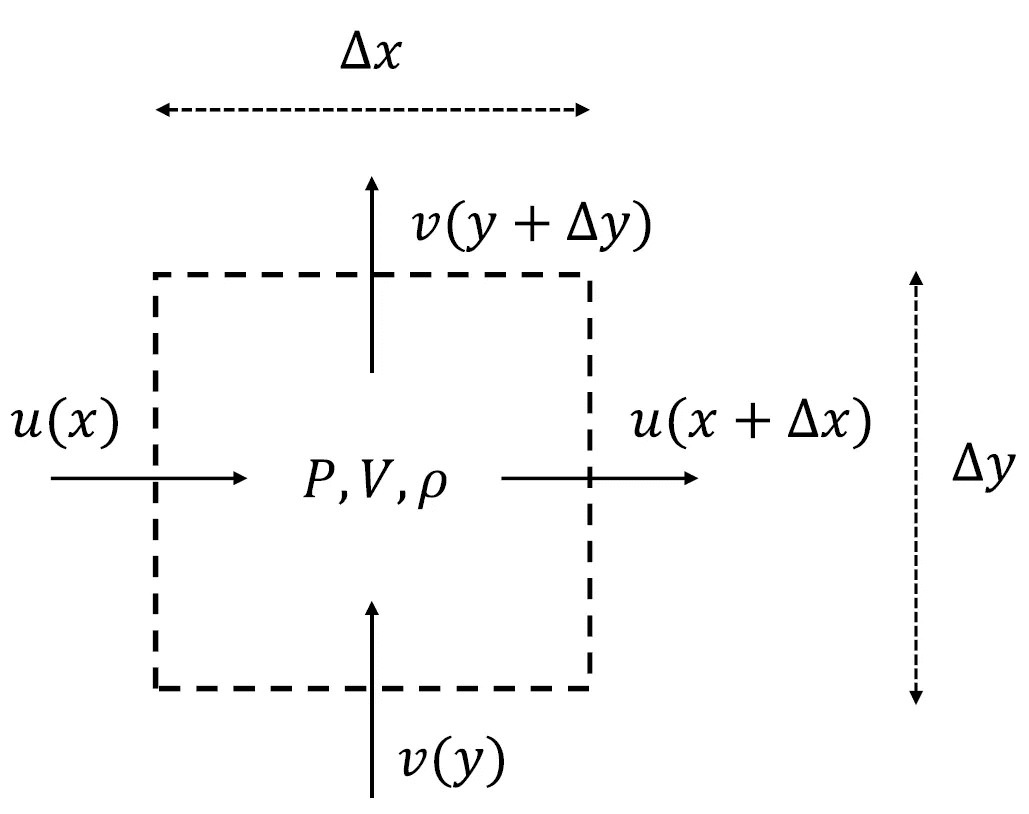 Δx
v(y + Δy)
u(x)
u(x + Δx)
P, V, ρ
Δy
v(y)